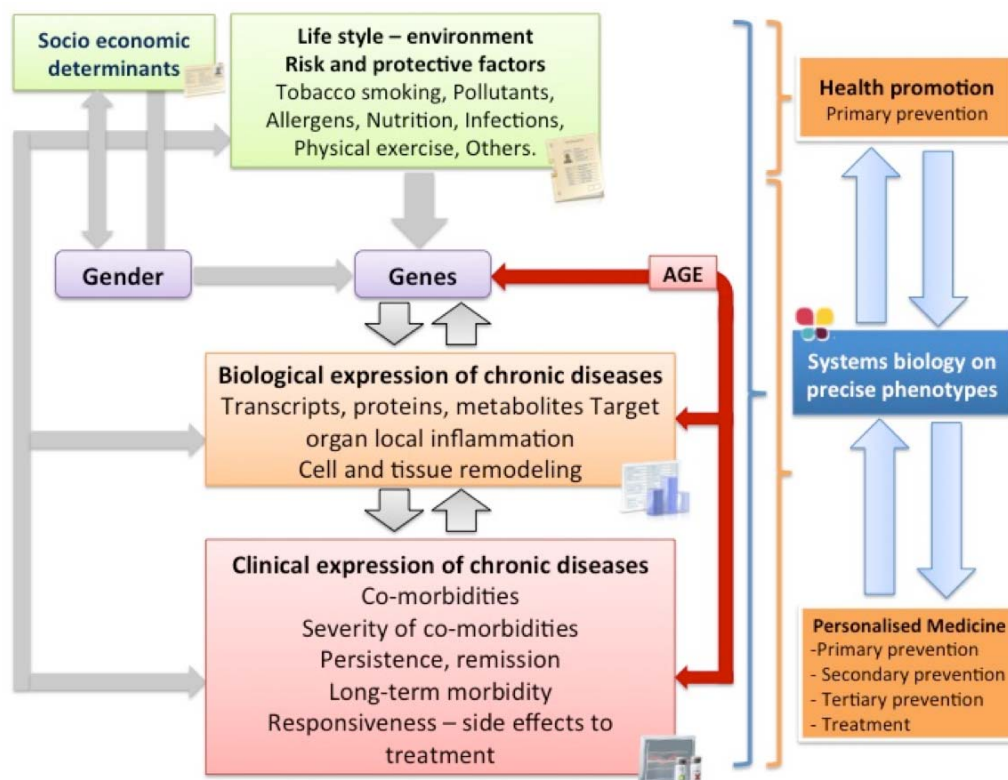 Socio economic
determinants
Life style – environment
Risk and protective factors
Tobacco smoking, Pollutants,
Allergens, Nutrition, Infections,
Physical exercise, Others.
Health promotion
Primary prevention
Gender
Genes
AGE
Biological expression of chronic diseases
Transcripts, proteins, metabolites Target
organ local inflammation
Cell and tissue remodeling
Systems biology on
precise phenotypes
Clinical expression of chronic diseases
Co-morbidities
Severity of co-morbidities
Persistence, remission
Long-term morbidity
Responsiveness – side effects to
treatment
Personalised Medicine
-Primary prevention
- Secondary prevention
- Tertiary prevention
- Treatment